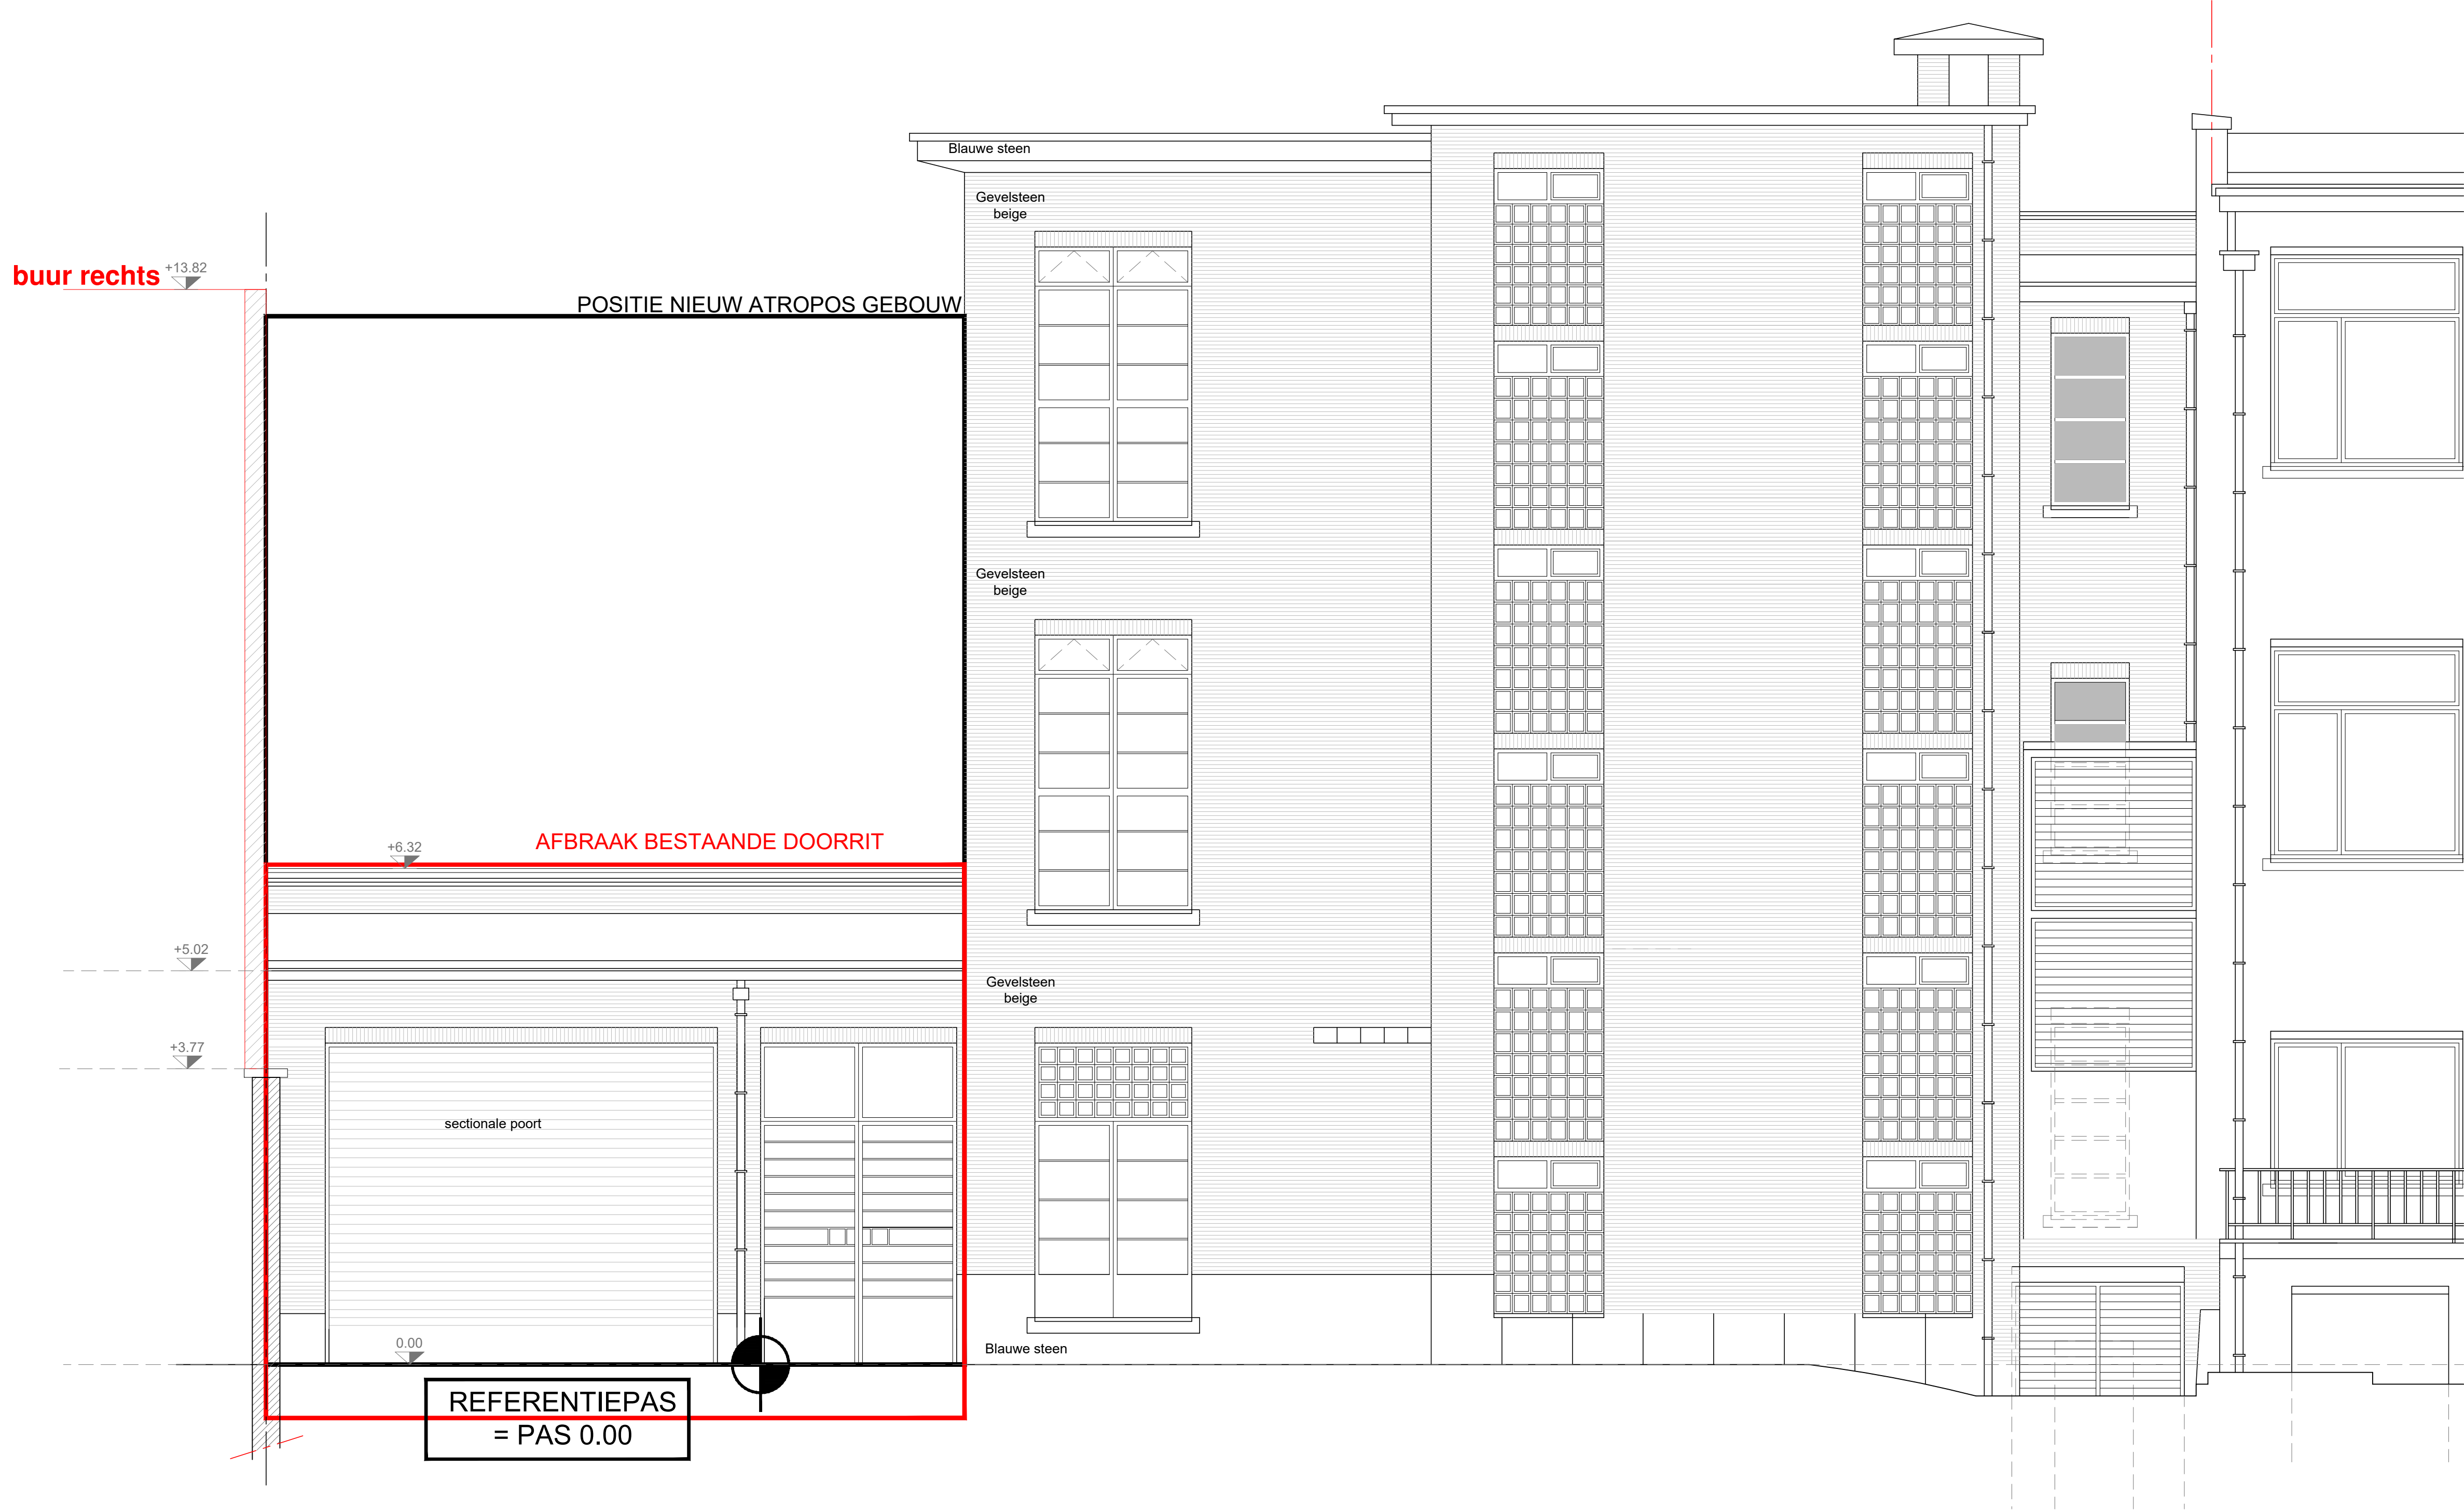 Blauwe steen
Gevelsteen
beige
buur rechts
+13.82
POSITIE NIEUW ATROPOS GEBOUW
Gevelsteen
beige
AFBRAAK BESTAANDE DOORRIT
+6.32
+5.02
Gevelsteen
beige
+3.77
sectionale poort
0.00
Blauwe steen
REFERENTIEPAS
= PAS 0.00